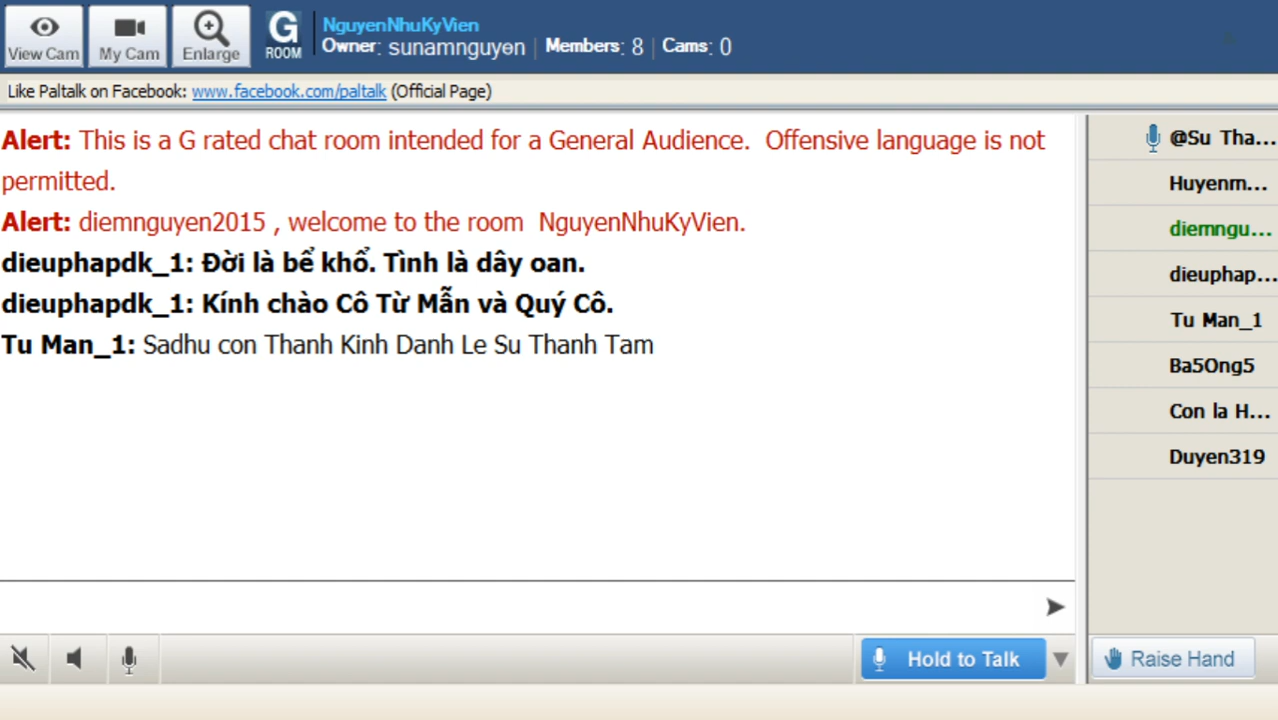 View Cam
My Cam
Enlarge
G
ROOM
NguyenNhuKyVien
Owner: sunamnguyen | Members: 8 | Cams: 0
Like Paltalk on Facebook: www.facebook.com/paltalk (Official Page)
Alert: This is a G rated chat room intended for a General Audience. Offensive language is not
permitted.
Alert: diemnguyen2015 , welcome to the room NguyenNhuKyVien.
dieuphapdk_1: Đời là bể khổ. Tình là dây oan.
dieuphapdk_1: Kính chào Cô Từ Mẫn và Quý Cô.
Tu Man_1: Sadhu con Thanh Kinh Danh Le Su Thanh Tam
@Su Tha...
Huyenm...
diemngu...
dieuphap...
Tu Man_1
Ba5Ong5
Con la H...
Duyen319
Hold to Talk
Raise Hand